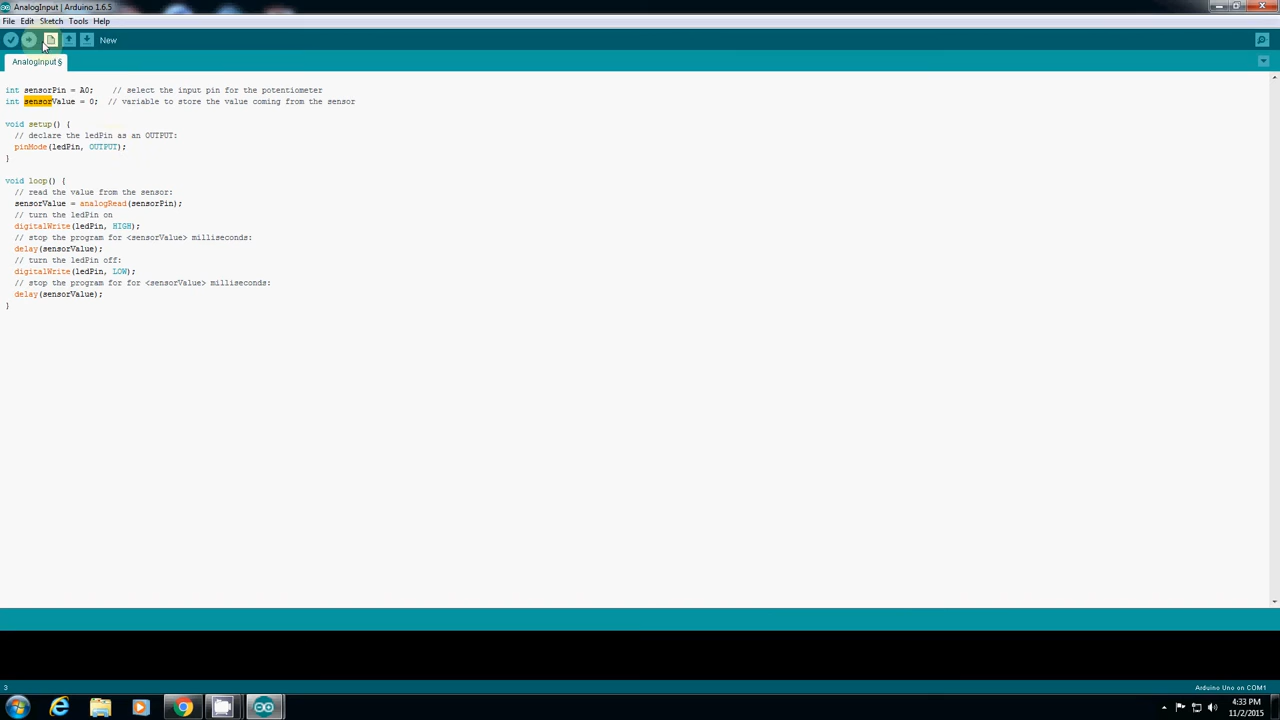 AnalogInput | Arduino 1.6.5
File Edit Sketch Tools Help
New
AnalogInput §
int sensorPin = A0;    // select the input pin for the potentiometer
int sensorValue = 0;  // variable to store the value coming from the sensor
void setup() {
  // declare the ledPin as an OUTPUT:
  pinMode(ledPin, OUTPUT);
}
void loop() {
  // read the value from the sensor:
  sensorValue = analogRead(sensorPin);
  // turn the ledPin on
  digitalWrite(ledPin, HIGH);
  // stop the program for <sensorValue> milliseconds:
  delay(sensorValue);
  // turn the ledPin off:
  digitalWrite(ledPin, LOW);
  // stop the program for for <sensorValue> milliseconds:
  delay(sensorValue);
}
3 Arduino Uno on COM1
4:33 PM
11/2/2015